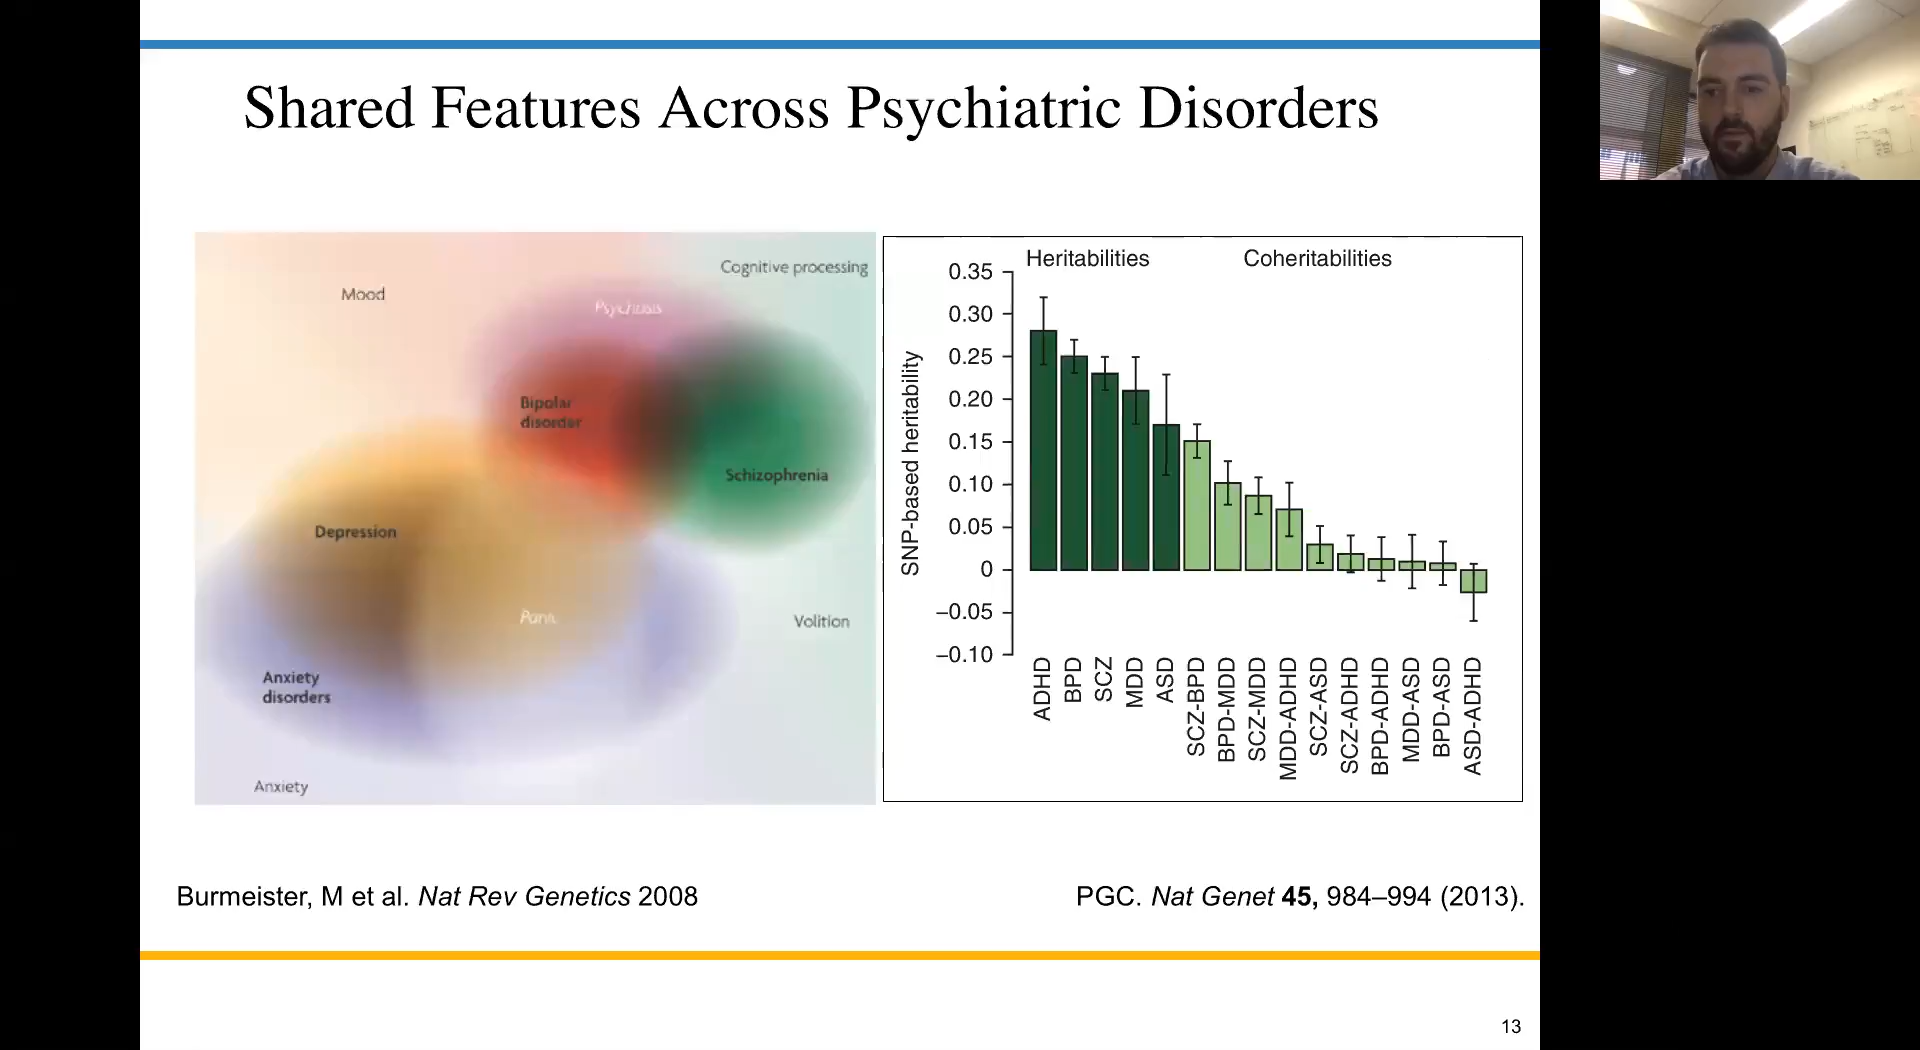 Shared Features Across Psychiatric Disorders
Mood
Cognitive processing
Psychosis
Bipolar
disorder
Schizophrenia
Depression
Panic
Volition
Anxiety
disorders
Anxiety
Heritabilities
Coheritabilities
SNP-based heritability
0.35
0.30
0.25
0.20
0.15
0.10
0.05
0
–0.05
–0.10
ADHD
BPD
SCZ
MDD
ASD
SCZ-BPD
BPD-MDD
SCZ-MDD
MDD-ADHD
SCZ-ASD
SCZ-ADHD
BPD-ADHD
MDD-ASD
BPD-ASD
ASD-ADHD
Burmeister, M et al. Nat Rev Genetics 2008
PGC. Nat Genet 45, 984–994 (2013).
13